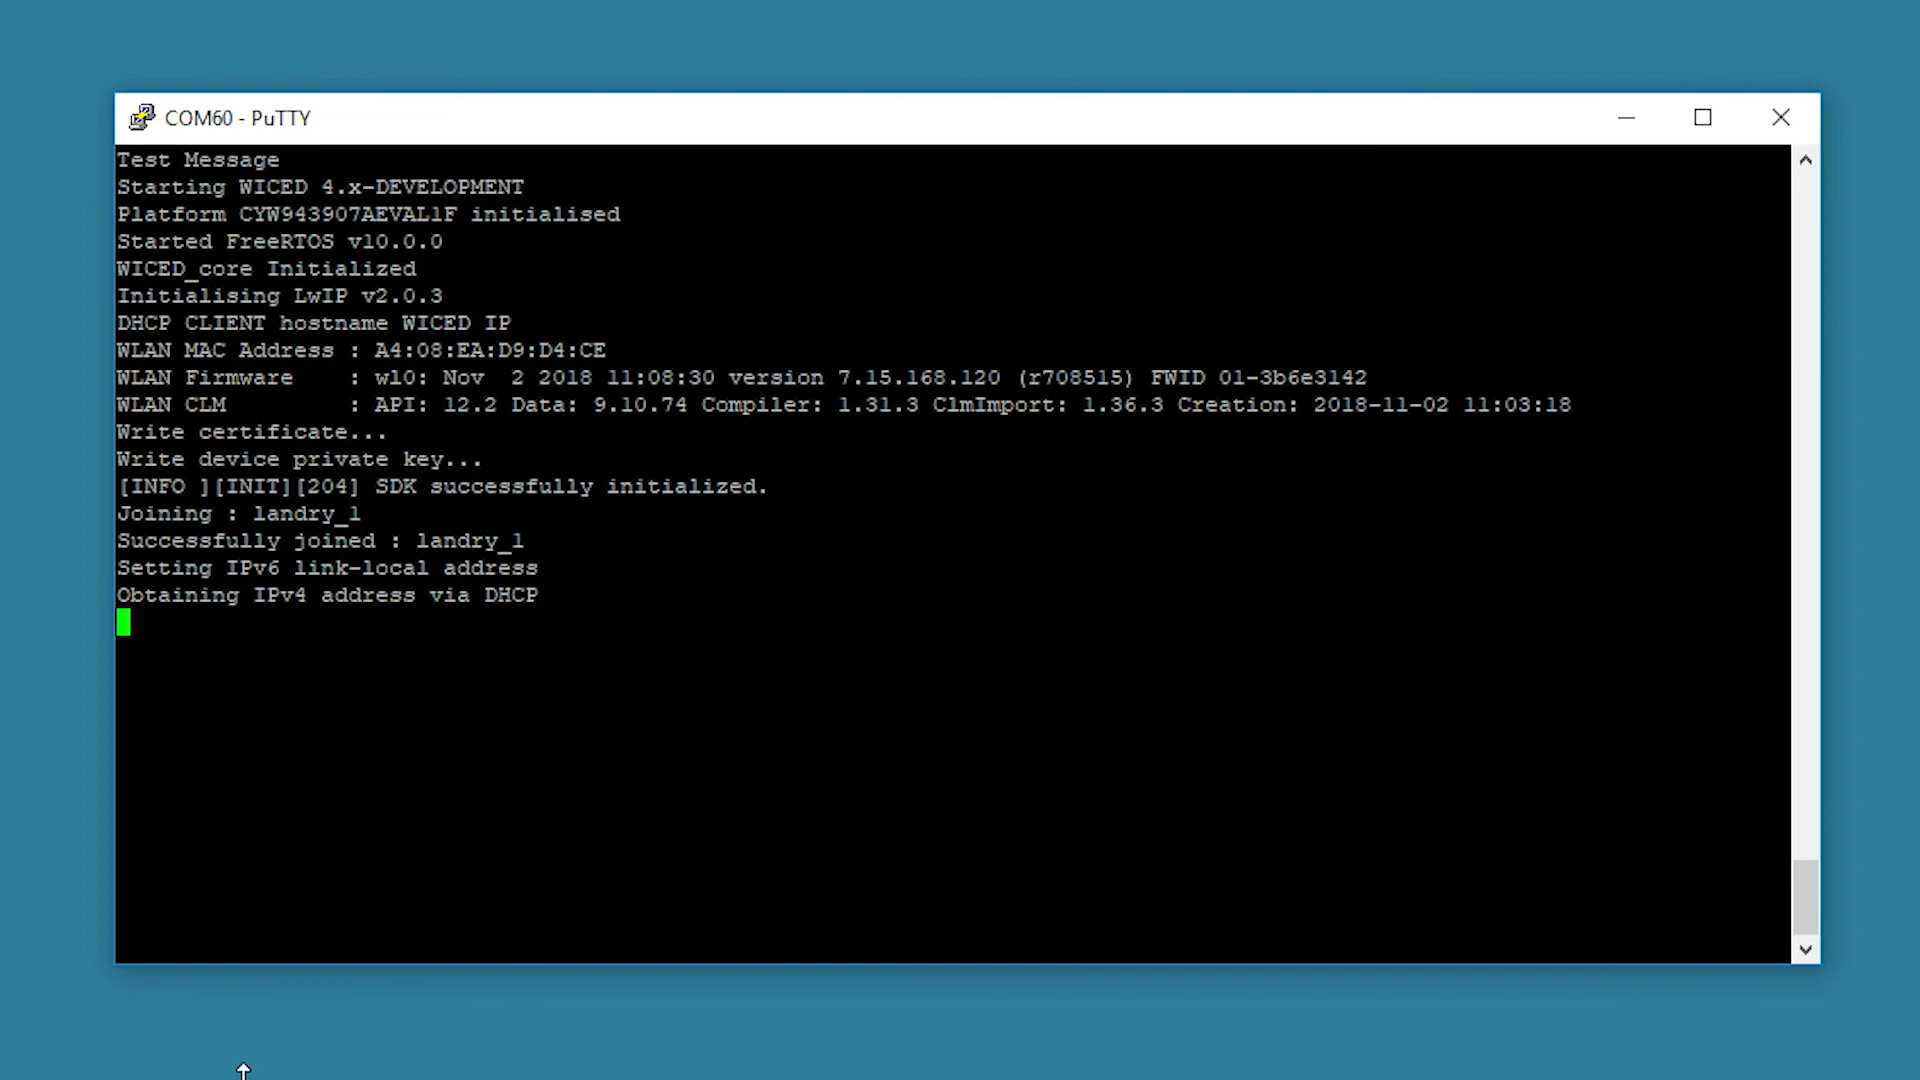 COM60 - PuTTY
Test Message
Starting WICED 4.x-DEVELOPMENT
Platform CYW943907AEVAL1F initialised
Started FreeRTOS v10.0.0
WICED_core Initialized
Initialising LwIP v2.0.3
DHCP CLIENT hostname WICED IP
WLAN MAC Address : A4:08:EA:D9:D4:CE
WLAN Firmware    : wl0: Nov  2 2018 11:08:30 version 7.15.168.120 (r708515) FWID 01-3b6e3142
WLAN CLM         : API: 12.2 Data: 9.10.74 Compiler: 1.31.3 ClmImport: 1.36.3 Creation: 2018-11-02 11:03:18
Write certificate...
Write device private key...
[INFO ][INIT][204] SDK successfully initialized.
Joining : landry_1
Successfully joined : landry_1
Setting IPv6 link-local address
Obtaining IPv4 address via DHCP